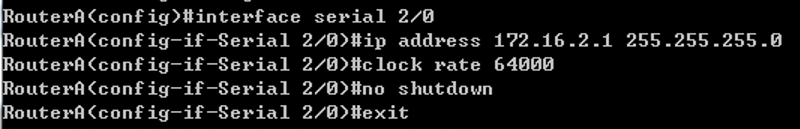 RouterA(config)#interface serial 2/0
RouterA(config-if-Serial 2/0)#ip address 172.16.2.1 255.255.255.0
RouterA(config-if-Serial 2/0)#clock rate 64000
RouterA(config-if-Serial 2/0)#no shutdown
RouterA(config-if-Serial 2/0)#exit